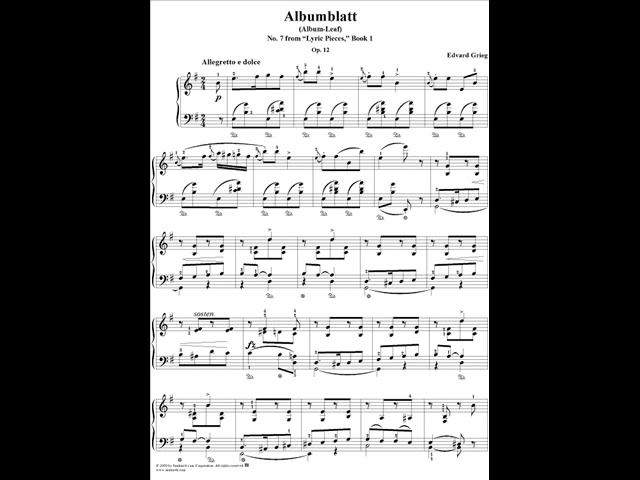 Albumblatt
(Album-Leaf)
No. 7 from "Lyric Pieces," Book 1
Op. 12
Edvard Grieg
Allegretto e dolce
p
sosten.
fz